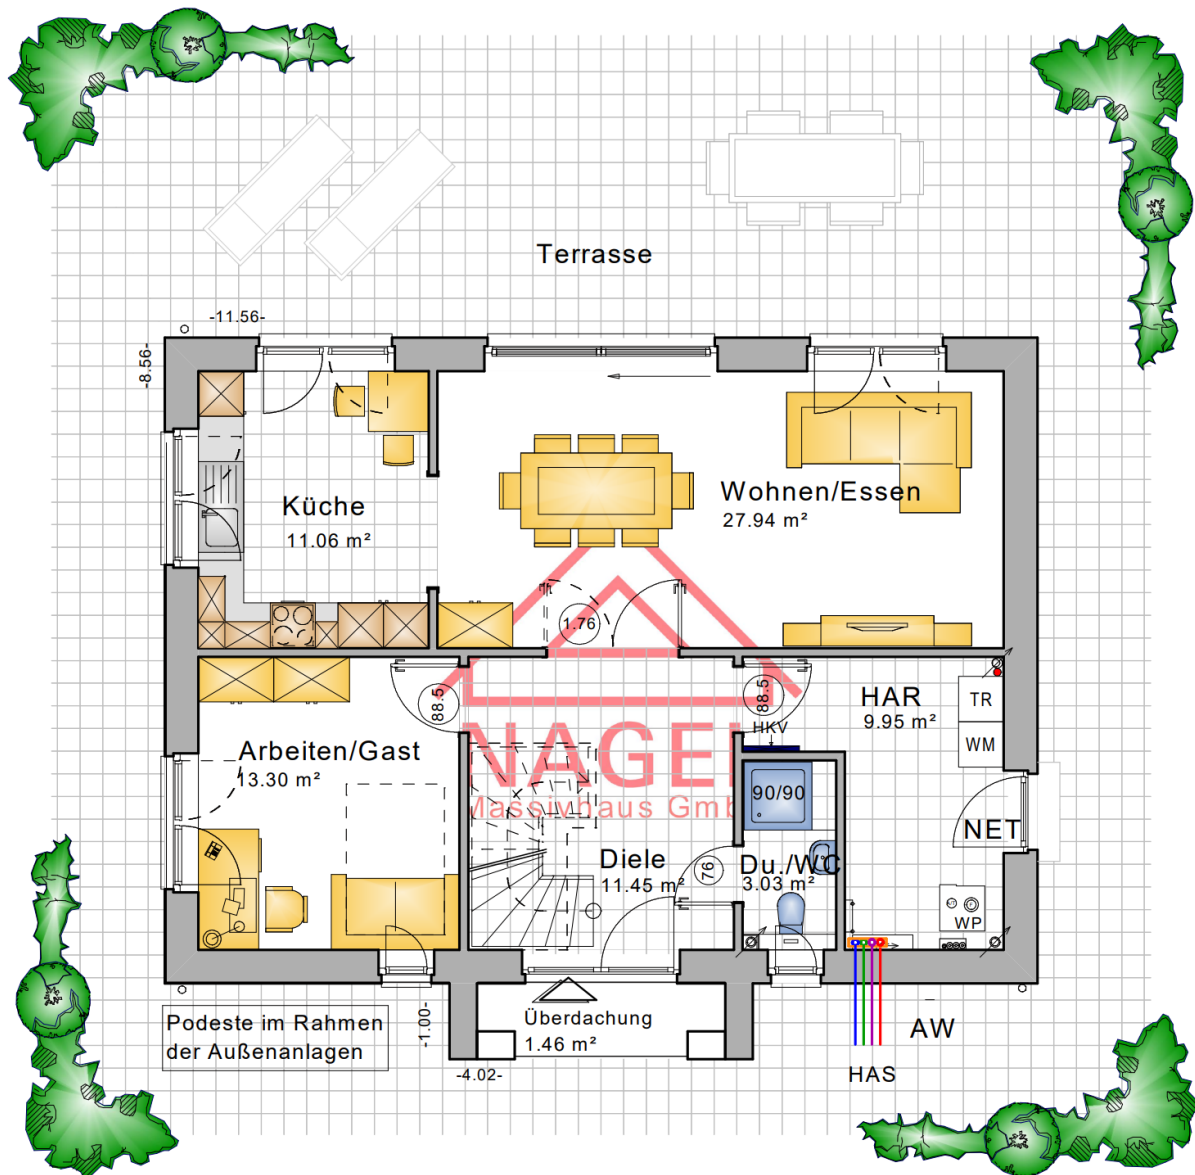 Terrasse
-11.56-
-8.56-
Küche
11.06 m²
Wohnen/Essen
27.94 m²
1.76
88.5
88.5
HAR
9.95 m²
TR
HKV
WM
NAGEL
Massivhaus GmbH
Arbeiten/Gast
13.30 m²
90/90
NET
Diele
11.45 m²
76
Du./WC
3.03 m²
WP
Podeste im Rahmen
der Außenanlagen
-1.00-
Überdachung
1.46 m²
-4.02-
AW
HAS